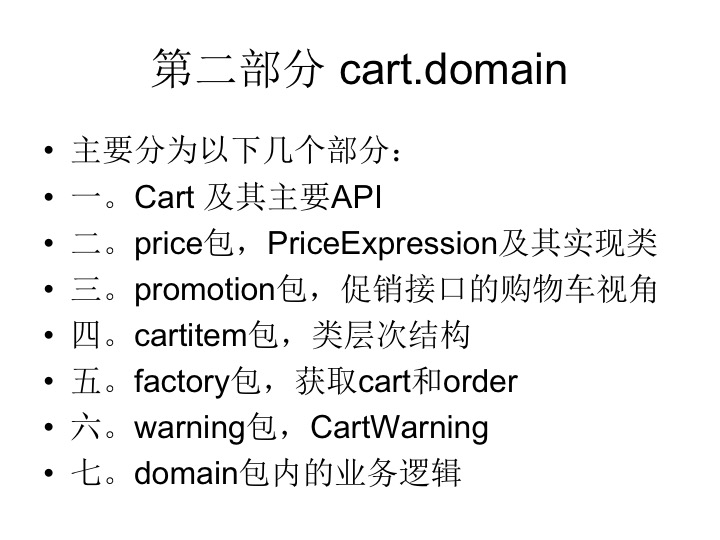 第二部分 cart.domain
• 主要分为以下几个部分：
• 一。Cart 及其主要API
• 二。price包，PriceExpression及其实现类
• 三。promotion包，促销接口的购物车视角
• 四。cartitem包，类层次结构
• 五。factory包，获取cart和order
• 六。warning包，CartWarning
• 七。domain包内的业务逻辑